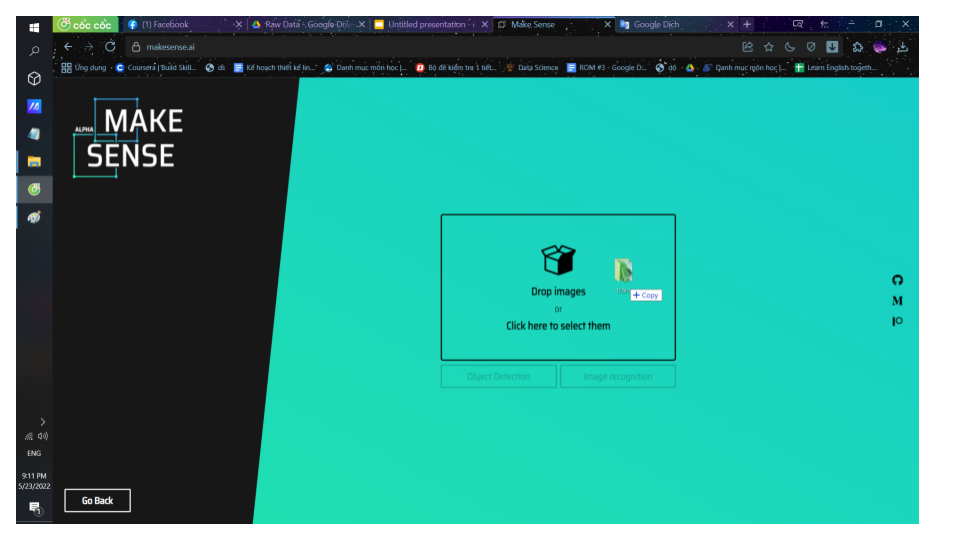 cốc cốc
(1) Facebook
Raw Data - Google Dri
Untitled presentation -
Make Sense
Google Dịch
makesense.ai
Ứng dụng
Coursera | Build Skill...
ds
Kế hoạch thiết kế lin...
Danh mục môn học |...
Bộ đề kiểm tra 1 tiết...
Data Science
ROM #3 - Google D...
dó
Danh mục môn học |...
Learn English togeth...
ALPHA
MAKE
SENSE
Drop images
+ Copy
or
Click here to select them
Object Detection
Image recognition
ENG
9:11 PM
5/23/2022
1
Go Back
M